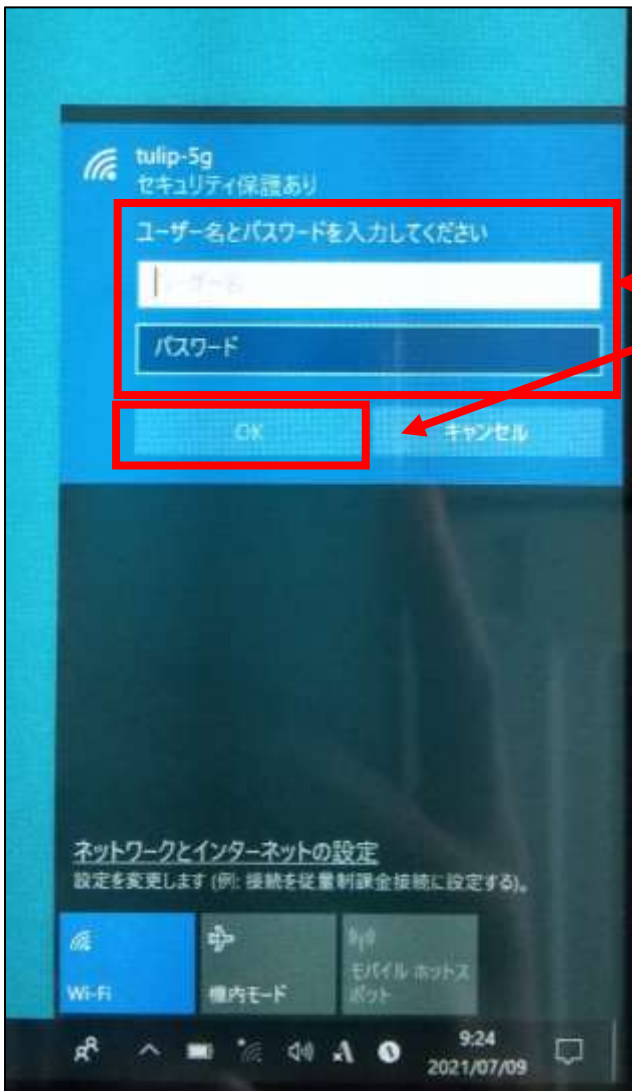 tulip-5g
セキュリティ保護あり
ユーザー名とパスワードを入力してください
ユーザー名
パスワード
OK
キャンセル
ネットワークとインターネットの設定
設定を変更します (例: 接続を従量制課金接続に設定する)。
Wi-Fi
機内モード
モバイル ホットス
ポット
9:24
2021/07/09